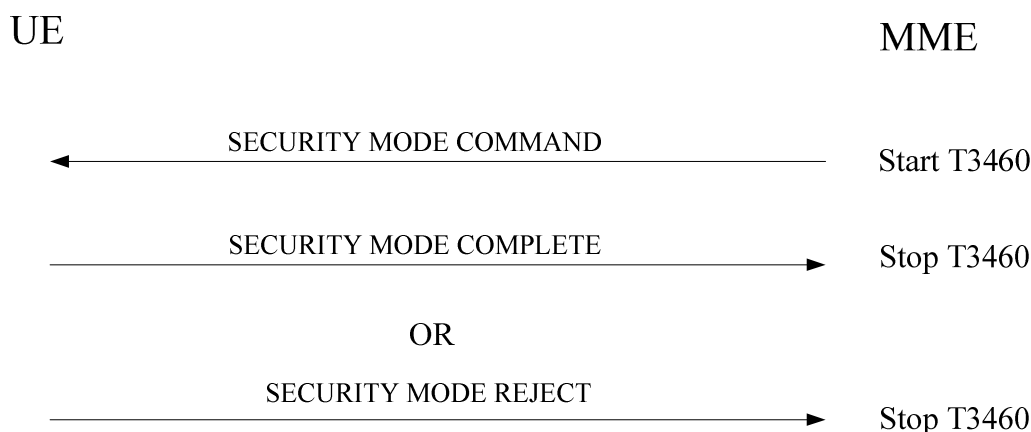 UE
MME
SECURITY MODE COMMAND
Start T3460
SECURITY MODE COMPLETE
Stop T3460
OR
SECURITY MODE REJECT
Stop T3460